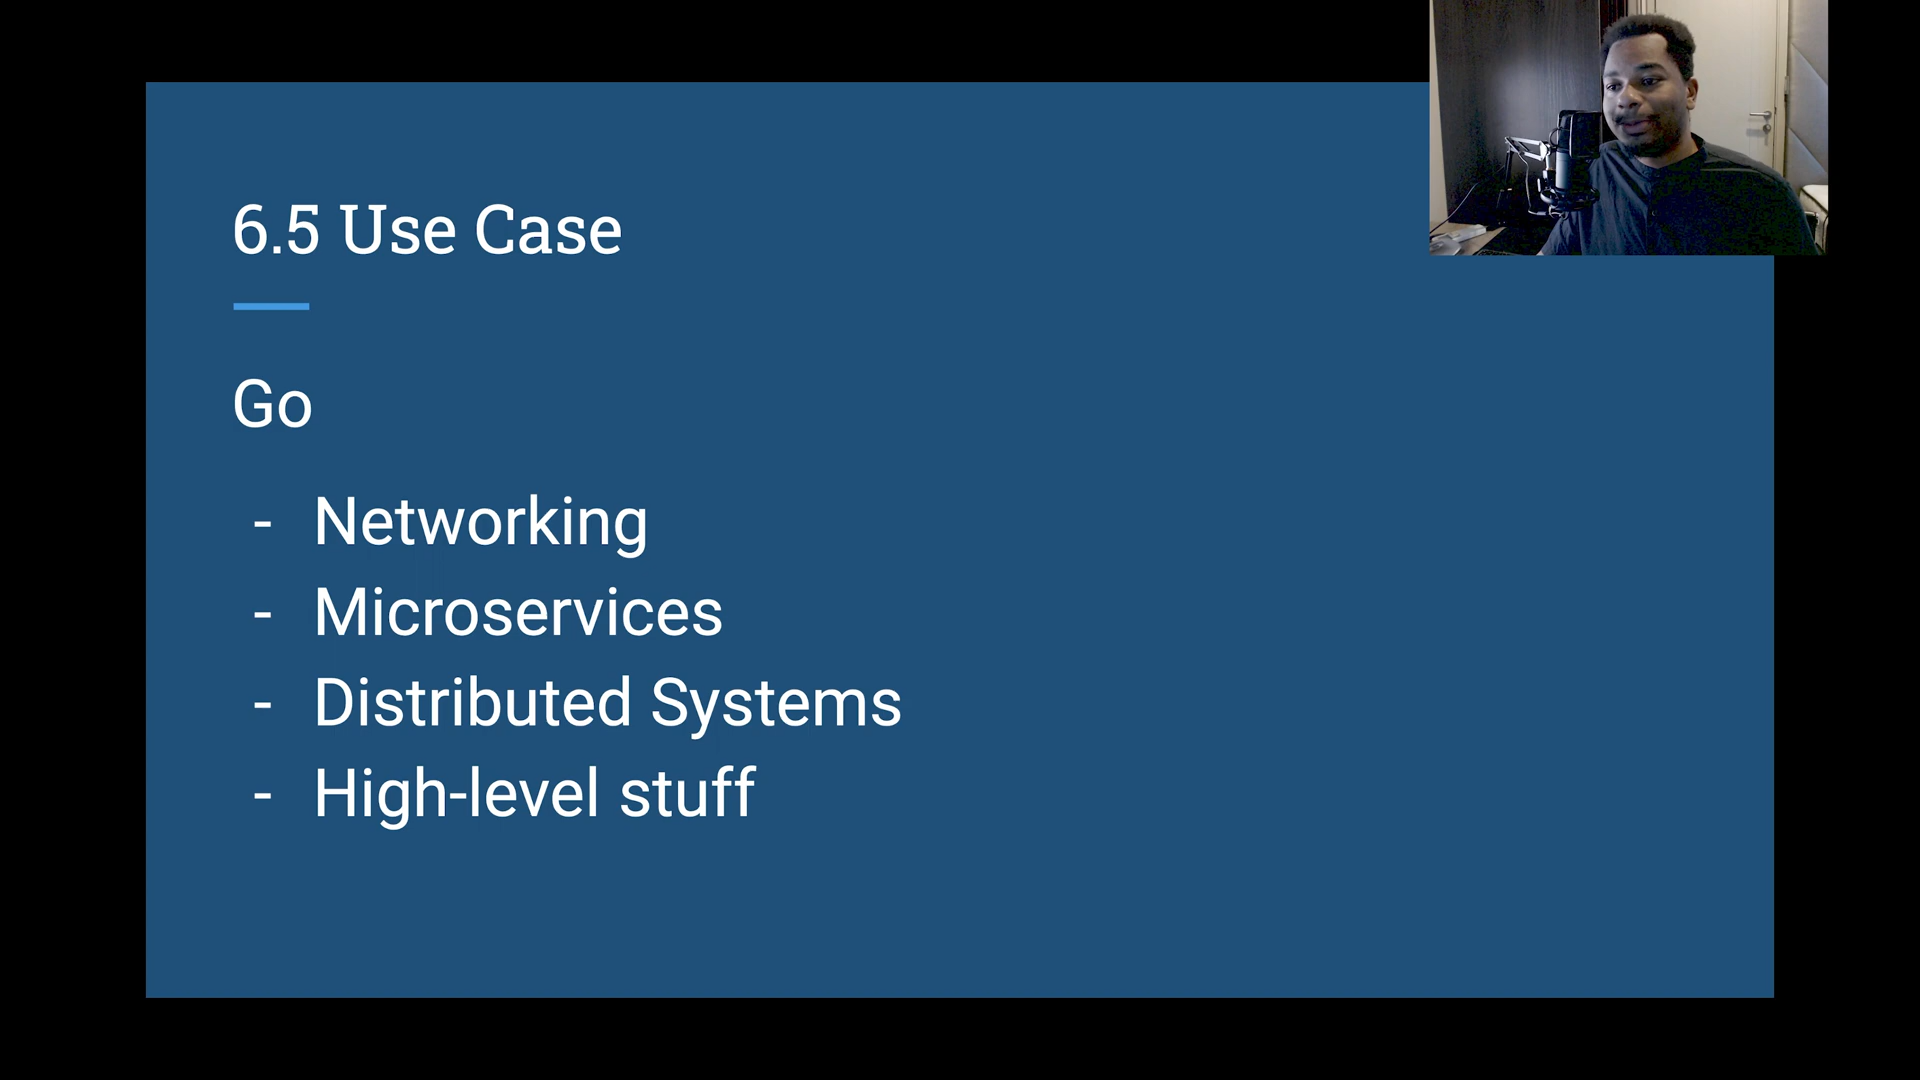 6.5 Use Case
Go
- Networking
- Microservices
- Distributed Systems
- High-level stuff